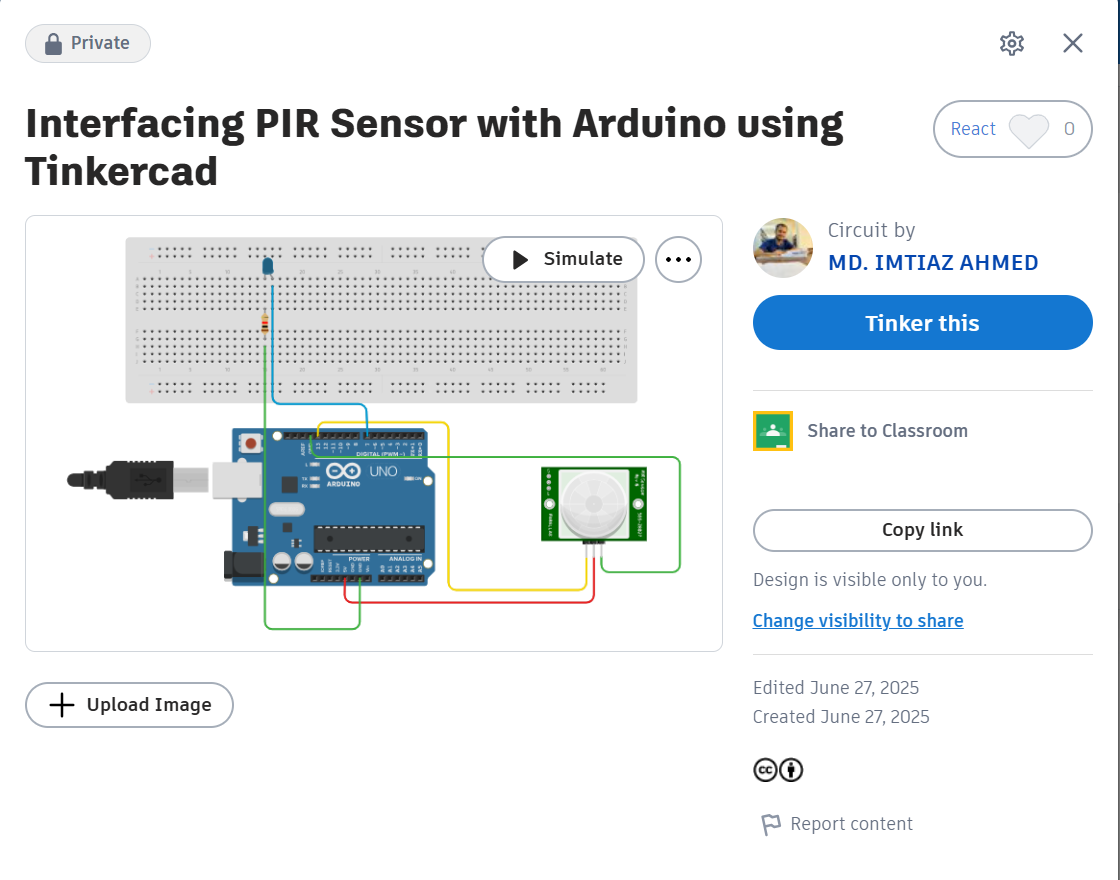 Private
Interfacing PIR Sensor with Arduino using
Tinkercad
React 0
Simulate
DIGITAL (PWM ~)
UNO
ARDUINO
POWER
ANALOG IN
Circuit by
MD. IMTIAZ AHMED
Tinker this
Share to Classroom
Copy link
Design is visible only to you.
Change visibility to share
Upload Image
Edited June 27, 2025
Created June 27, 2025
cc
Report content